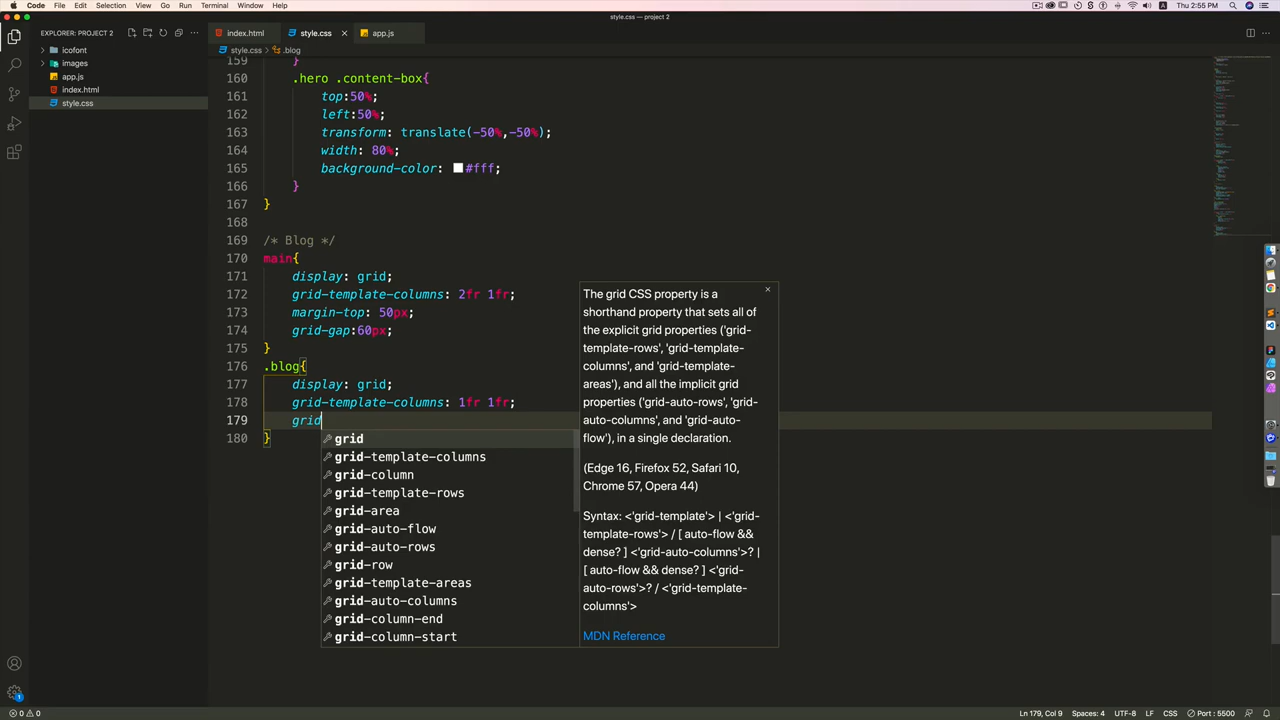 Code File Edit Selection View Go Run Terminal Window Help
Thu 2:55 PM
style.css — project 2
EXPLORER: PROJECT 2
icofont
images
app.js
index.html
style.css
index.html style.css app.js
style.css > .blog
159 }
160 .hero .content-box{
161 top:50%;
162 left:50%;
163 transform: translate(-50%,-50%);
164 width: 80%;
165 background-color: #fff;
166 }
167 }
168
169 /* Blog */
170 main{
171 display: grid;
172 grid-template-columns: 2fr 1fr;
173 margin-top: 50px;
174 grid-gap:60px;
175 }
176 .blog{
177 display: grid;
178 grid-template-columns: 1fr 1fr;
179 grid
180 }
grid
grid-template-columns
grid-column
grid-template-rows
grid-area
grid-auto-flow
grid-auto-rows
grid-row
grid-template-areas
grid-auto-columns
grid-column-end
grid-column-start
The grid CSS property is a
shorthand property that sets all of
the explicit grid properties ('grid-
template-rows', 'grid-template-
columns', and 'grid-template-
areas'), and all the implicit grid
properties ('grid-auto-rows', 'grid-
auto-columns', and 'grid-auto-
flow'), in a single declaration.
(Edge 16, Firefox 52, Safari 10,
Chrome 57, Opera 44)
Syntax: <'grid-template'> | <'grid-
template-rows'> / [ auto-flow &&
dense? ] <'grid-auto-columns'>? |
[ auto-flow && dense? ] <'grid-
auto-rows'>? / <'grid-template-
columns'>
MDN Reference
0 0
Ln 179, Col 9 Spaces: 4 UTF-8 LF CSS Port : 5500